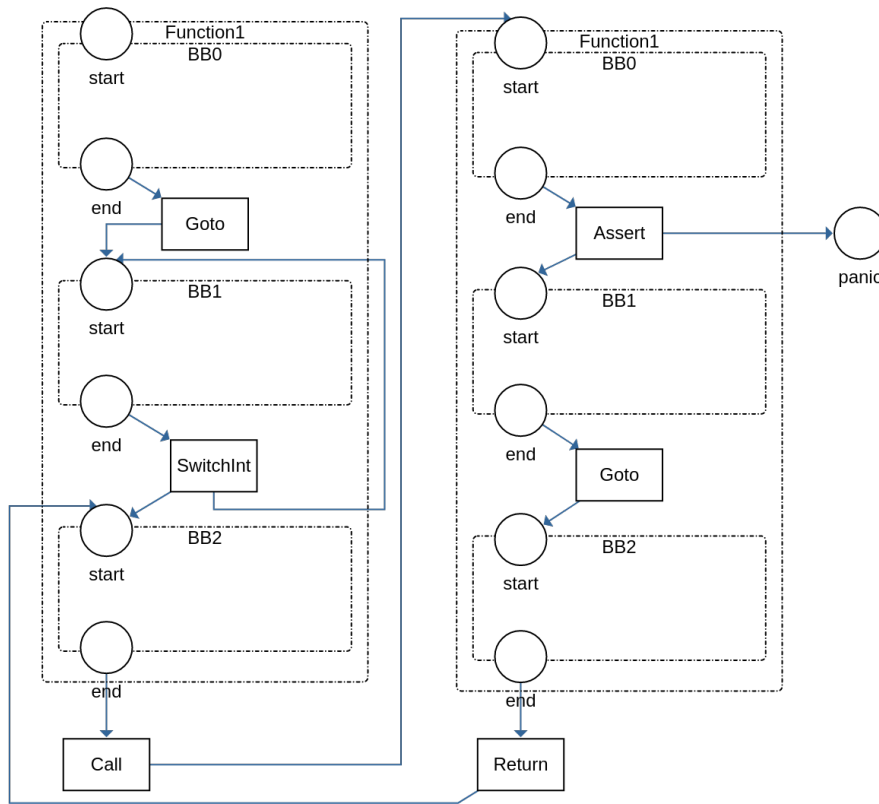 Function1
BB0
start
end
Goto
BB1
start
end
SwitchInt
BB2
start
end
Call
Function1
BB0
start
end
Assert
panic
BB1
start
end
Goto
BB2
start
end
Return